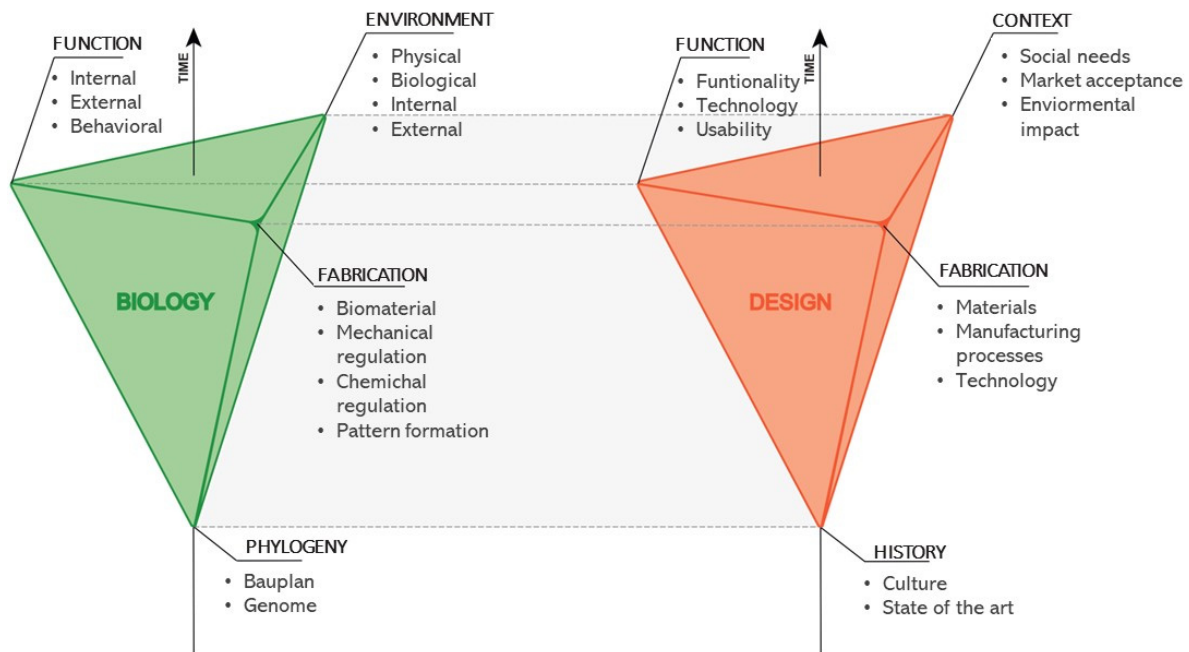 FUNCTION
• Internal
• External
• Behavioral
TIME
ENVIRONMENT
• Physical
• Biological
• Internal
• External
BIOLOGY
FABRICATION
• Biomaterial
• Mechanical
regulation
• Chemichal
regulation
• Pattern formation
PHYLOGENY
• Bauplan
• Genome
FUNCTION
• Funtionality
• Technology
• Usability
TIME
CONTEXT
• Social needs
• Market acceptance
• Enviormental
impact
DESIGN
FABRICATION
• Materials
• Manufacturing
processes
• Technology
HISTORY
• Culture
• State of the art